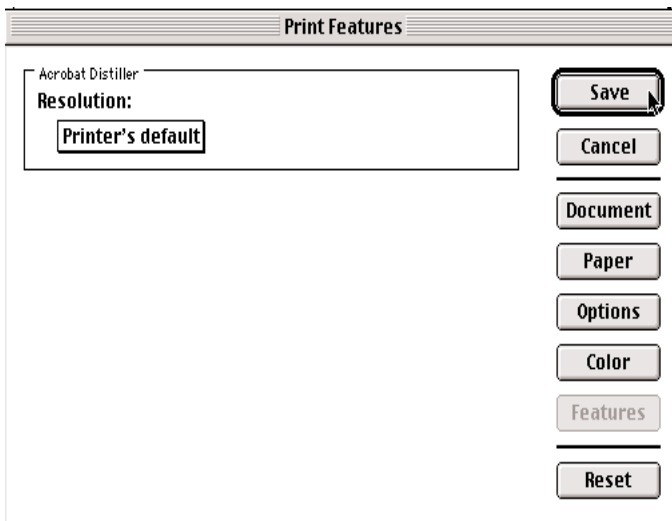 Print Features
Acrobat Distiller
Resolution:
Printer's default
Save
Cancel
Document
Paper
Options
Color
Features
Reset